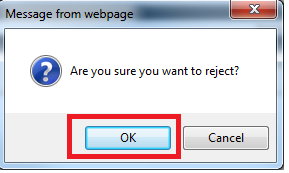 Message from webpage
Are you sure you want to reject?
OK
Cancel